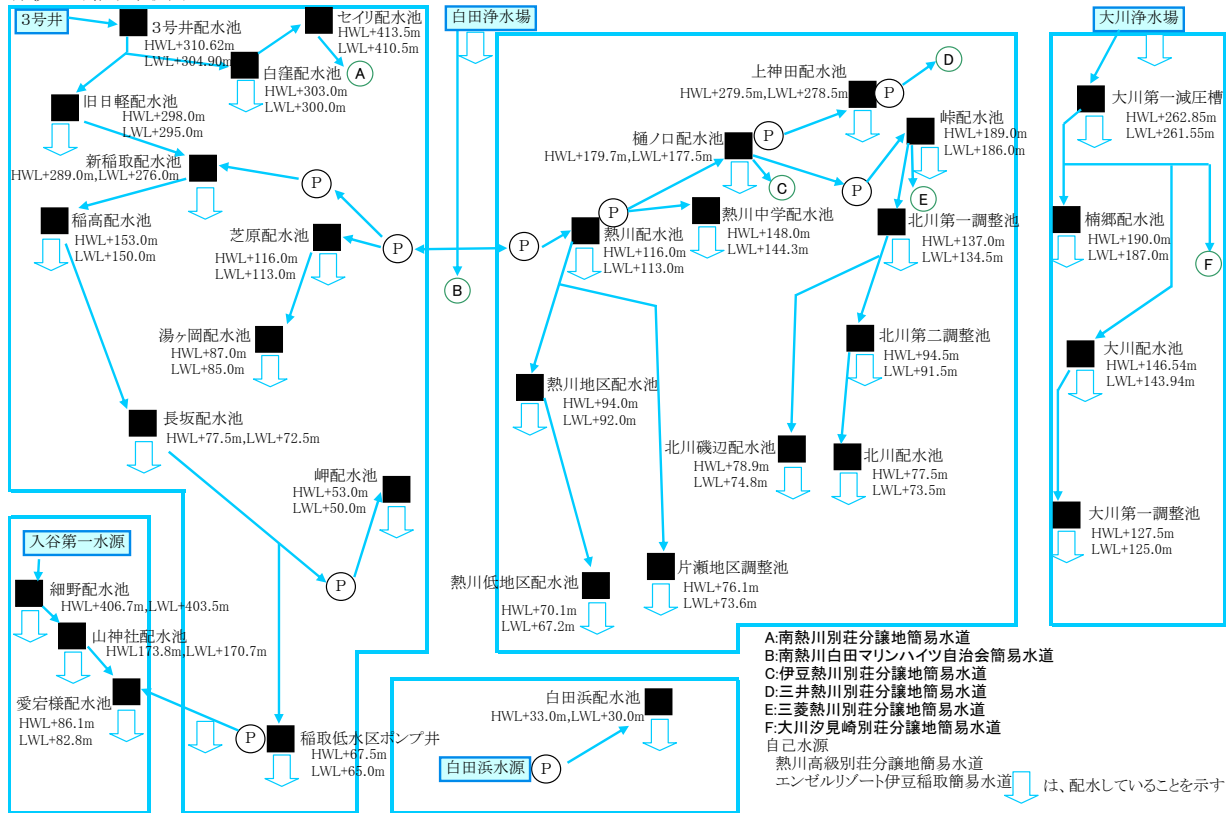 3号井
3号井配水池
HWL+310.62m
LWL+304.90m
セイリ配水池
HWL+413.5m
LWL+410.5m
A
白窪配水池
HWL+303.0m
LWL+300.0m
旧日軽配水池
HWL+298.0m
LWL+295.0m
新稲取配水池
HWL+289.0m,LWL+276.0m
P
稲高配水池
HWL+153.0m
LWL+150.0m
芝原配水池
HWL+116.0m
LWL+113.0m
P
湯ヶ岡配水池
HWL+87.0m
LWL+85.0m
長坂配水池
HWL+77.5m,LWL+72.5m
岬配水池
HWL+53.0m
LWL+50.0m
P
入谷第一水源
細野配水池
HWL+406.7m,LWL+403.5m
山神社配水池
HWL173.8m,LWL+170.7m
愛宕様配水池
HWL+86.1m
LWL+82.8m
P
稲取低水区ポンプ井
HWL+67.5m
LWL+65.0m
白田浄水場
B
P
上神田配水池
HWL+279.5m,LWL+278.5m
P
D
樋ノ口配水池
HWL+179.7m,LWL+177.5m
P
C
P
峠配水池
HWL+189.0m
LWL+186.0m
E
P
熱川配水池
HWL+116.0m
LWL+113.0m
熱川中学配水池
HWL+148.0m
LWL+144.3m
北川第一調整池
HWL+137.0m
LWL+134.5m
北川第二調整池
HWL+94.5m
LWL+91.5m
熱川地区配水池
HWL+94.0m
LWL+92.0m
北川磯辺配水池
HWL+78.9m
LWL+74.8m
北川配水池
HWL+77.5m
LWL+73.5m
熱川低地区配水池
HWL+70.1m
LWL+67.2m
片瀬地区調整池
HWL+76.1m
LWL+73.6m
大川浄水場
大川第一減圧槽
HWL+262.85m
LWL+261.55m
楠郷配水池
HWL+190.0m
LWL+187.0m
F
大川配水池
HWL+146.54m
LWL+143.94m
大川第一調整池
HWL+127.5m
LWL+125.0m
白田浜配水池
HWL+33.0m,LWL+30.0m
白田浜水源
P
A:南熱川別荘分譲地簡易水道
B:南熱川白田マリンハイツ自治会簡易水道
C:伊豆熱川別荘分譲地簡易水道
D:三井熱川別荘分譲地簡易水道
E:三菱熱川別荘分譲地簡易水道
F:大川汐見崎別荘分譲地簡易水道
自己水源
熱川高級別荘分譲地簡易水道
エンゼルリゾート伊豆稲取簡易水道
は、配水していることを示す